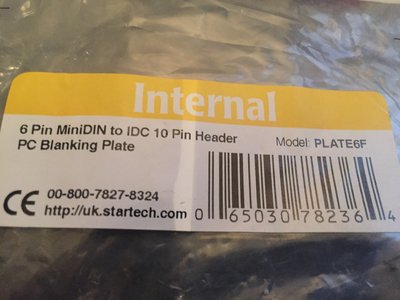 Internal
6 Pin MiniDIN to IDC 10 Pin Header
PC Blanking Plate
Model: PLATE6F
CE 00-800-7827-8324
http://uk.startech.com
0 65030 78236 4